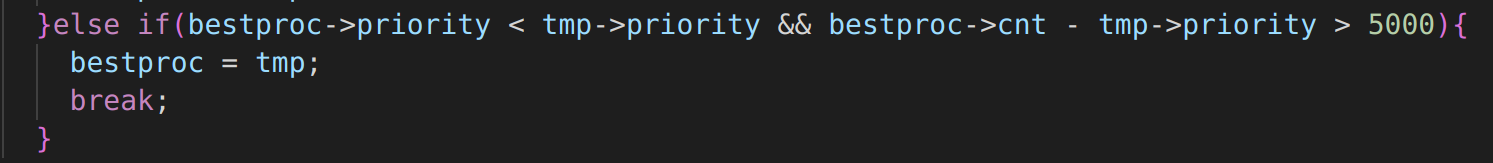 }else if(bestproc->priority < tmp->priority && bestproc->cnt - tmp->priority > 5000){
bestproc = tmp;
break;
}